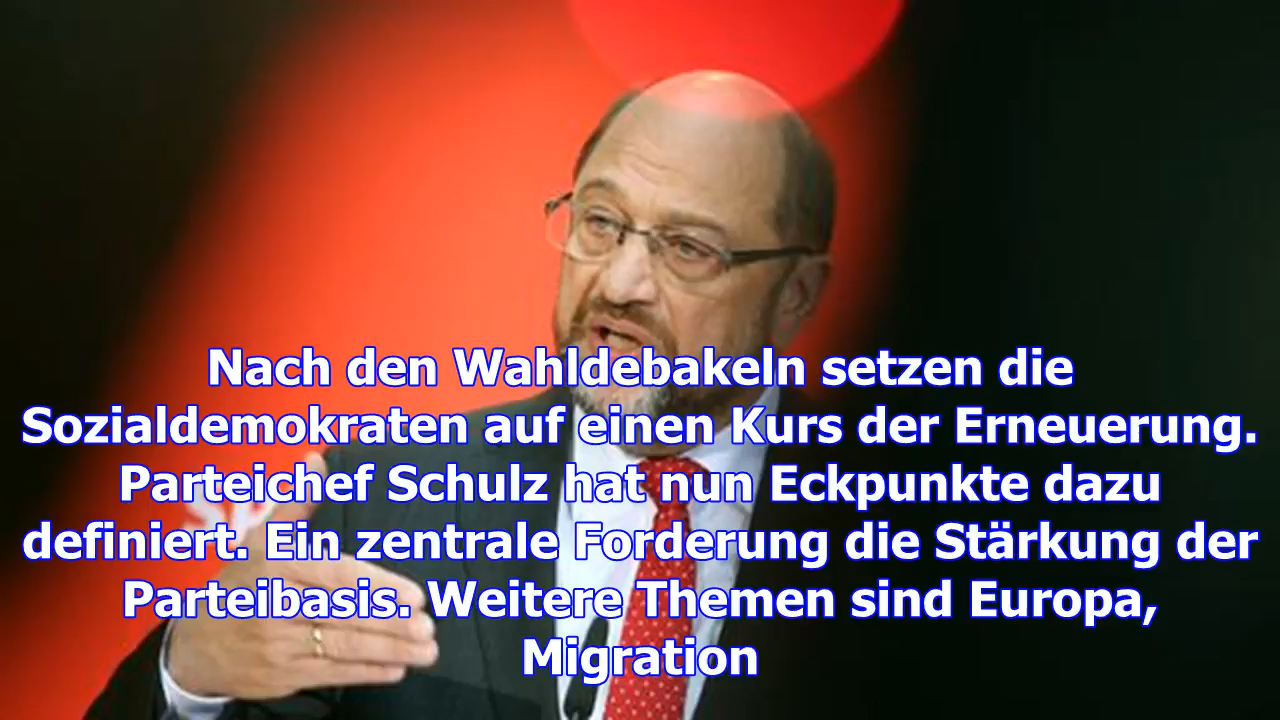 Nach den Wahldebakeln setzen die
Sozialdemokraten auf einen Kurs der Erneuerung.
Parteichef Schulz hat nun Eckpunkte dazu
definiert. Ein zentrale Forderung die Stärkung der
Parteibasis. Weitere Themen sind Europa,
Migration